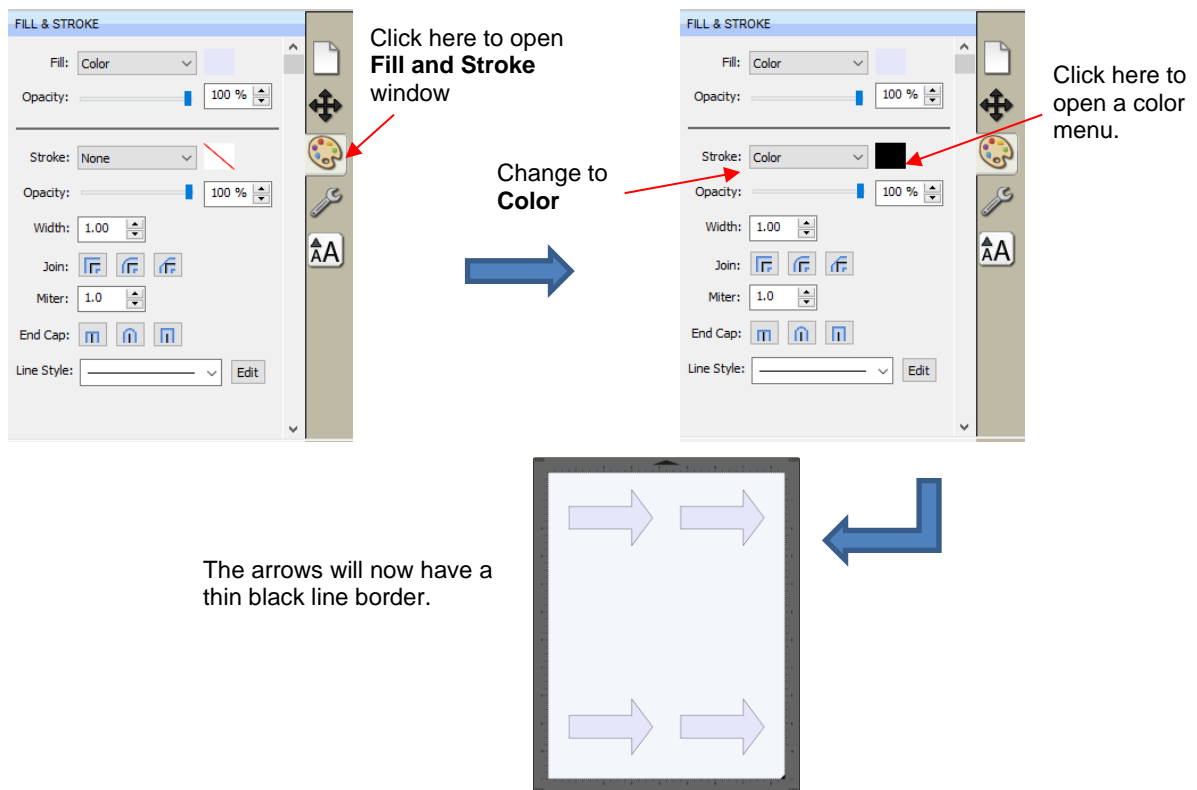 FILL & STROKE
Fill: Color
Opacity: 100 %
Stroke: None
Opacity: 100 %
Width: 1.00
Join:
Miter: 1.0
End Cap:
Line Style: Edit
AA
Click here to open
Fill and Stroke
window
Change to
Color
FILL & STROKE
Fill: Color
Opacity: 100 %
Stroke: Color
Opacity: 100 %
Width: 1.00
Join:
Miter: 1.0
End Cap:
Line Style: Edit
AA
Click here to
open a color
menu.
The arrows will now have a
thin black line border.